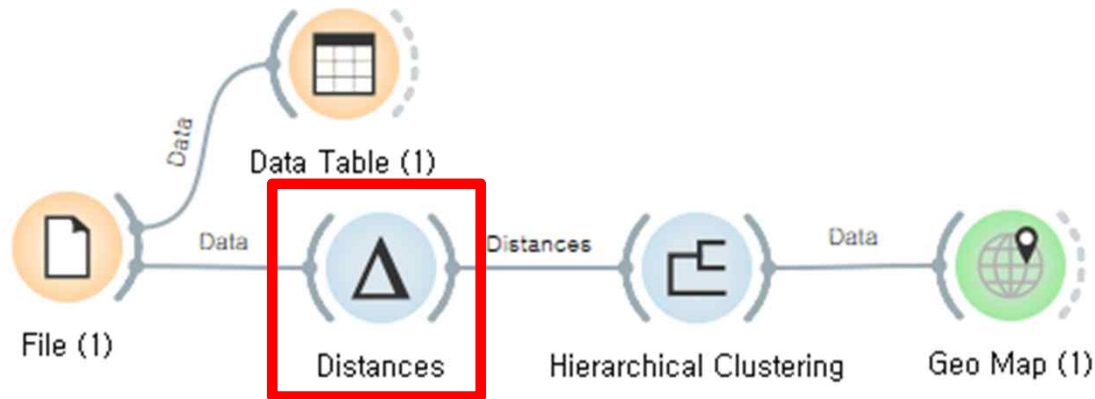 Data
Data Table (1)
Data
Distances
Data
File (1)
Distances
Hierarchical Clustering
Geo Map (1)